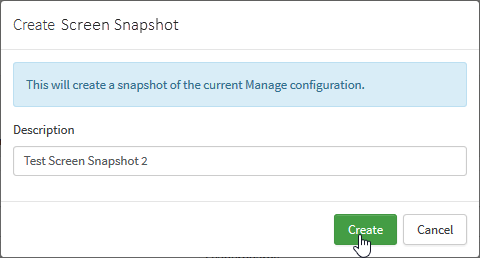 Create Screen Snapshot
This will create a snapshot of the current Manage configuration.
Description
Test Screen Snapshot 2
Create Cancel